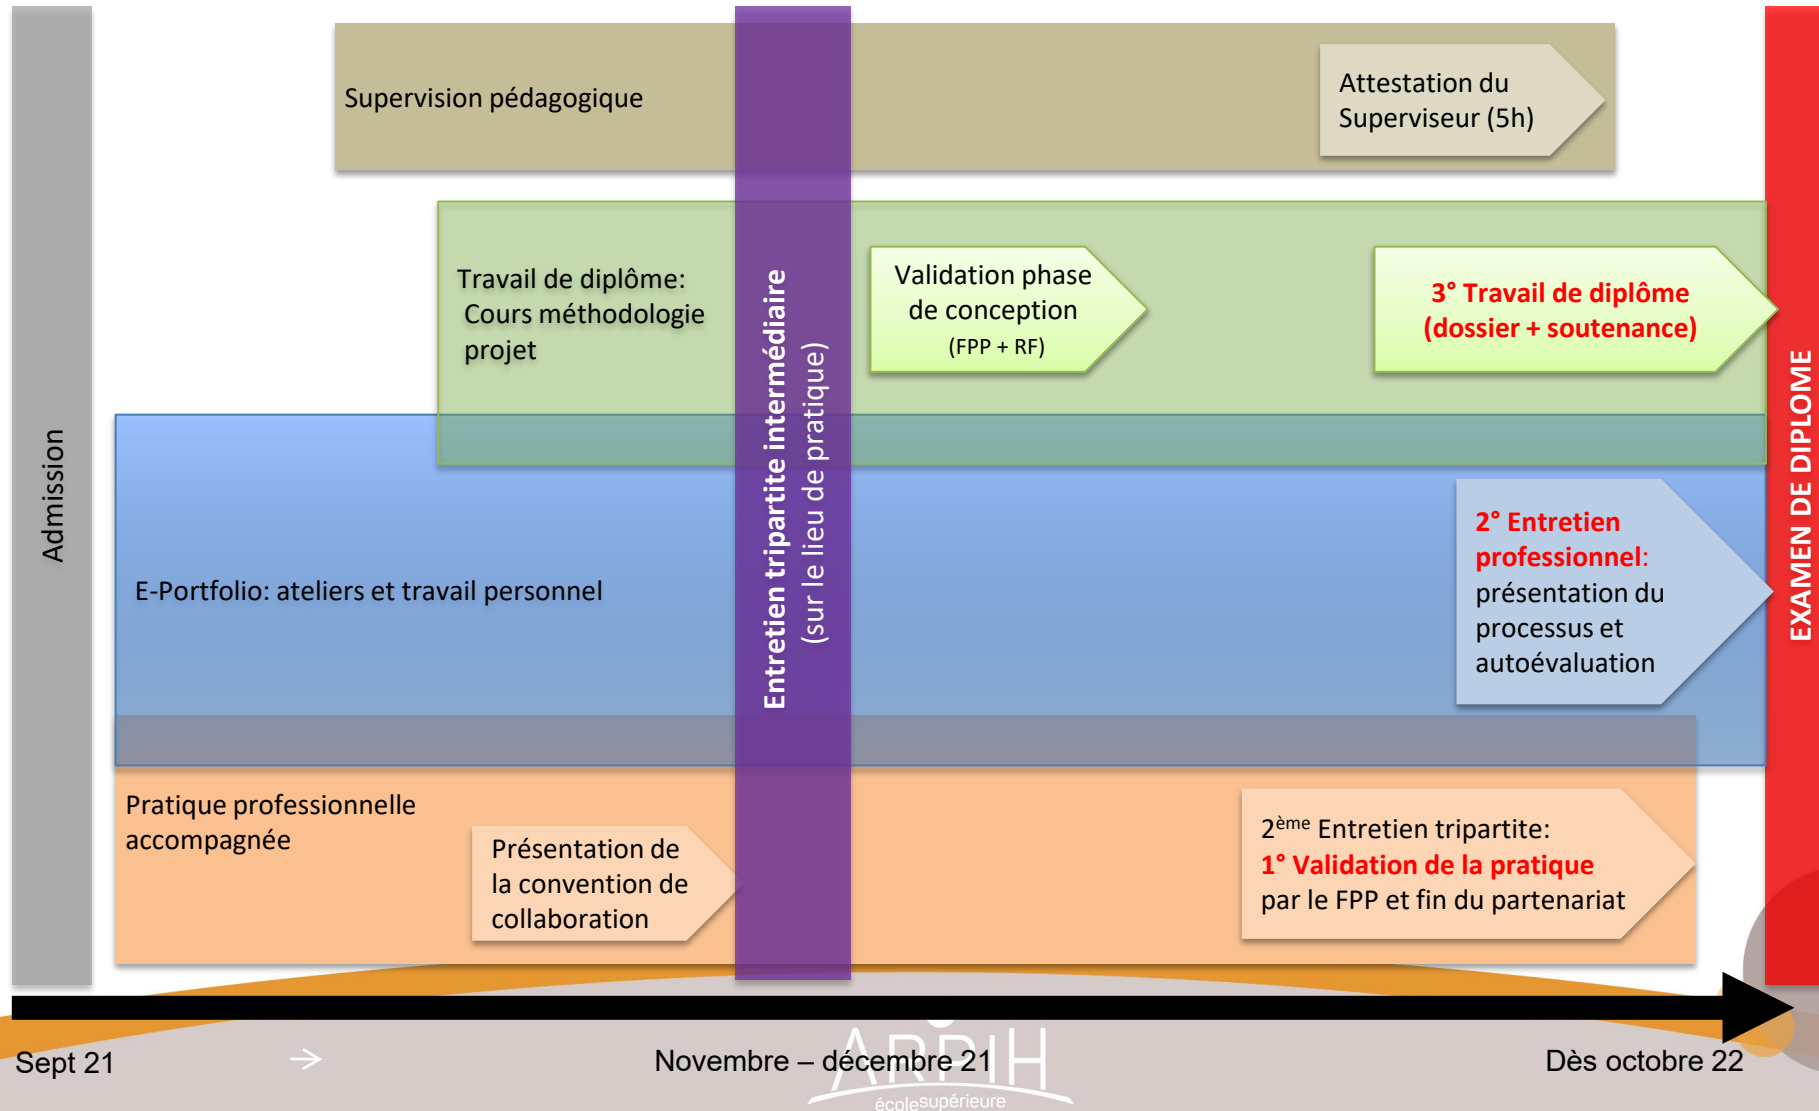 Admission
Supervision pédagogique
Attestation du
Superviseur (5h)
Travail de diplôme:
Cours méthodologie
projet
Entretien tripartite intermédiaire
(sur le lieu de pratique)
Validation phase
de conception
(FPP + RF)
3° Travail de diplôme
(dossier + soutenance)
E-Portfolio: ateliers et travail personnel
2° Entretien
professionnel:
présentation du
processus et
autoévaluation
Pratique professionnelle
accompagnée
Présentation de
la convention de
collaboration
2ème Entretien tripartite:
1° Validation de la pratique
par le FPP et fin du partenariat
EXAMEN DE DIPLOME
Sept 21
→
Novembre – décembre 21
Dès octobre 22
ARPIH
écolesupérieure